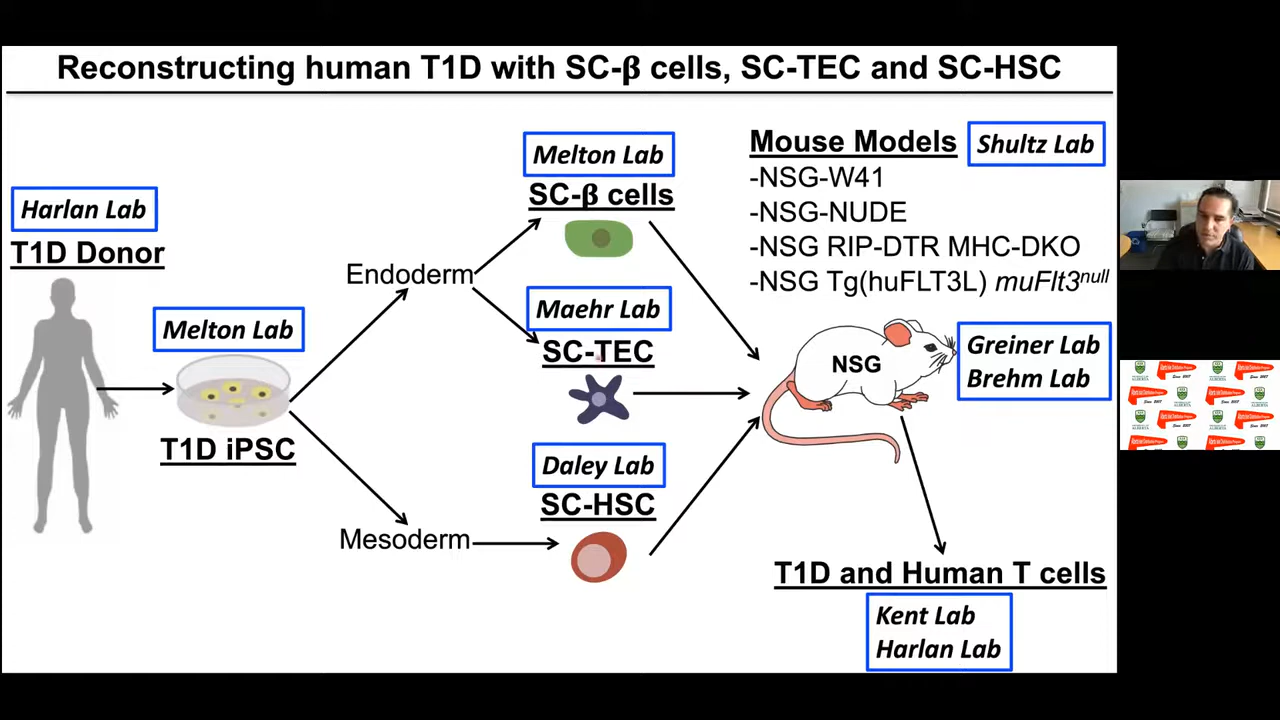 Reconstructing human T1D with SC-β cells, SC-TEC and SC-HSC
Harlan Lab
T1D Donor
Melton Lab
T1D iPSC
Endoderm
Mesoderm
Melton Lab
SC-β cells
Maehr Lab
SC-TEC
Daley Lab
SC-HSC
Mouse Models
Shultz Lab
-NSG-W41
-NSG-NUDE
-NSG RIP-DTR MHC-DKO
-NSG Tg(huFLT3L) muFlt3null
NSG
Greiner Lab
Brehm Lab
T1D and Human T cells
Kent Lab
Harlan Lab